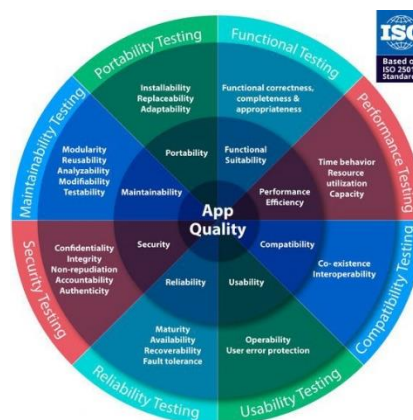 ISO
Based on
ISO 250
Standard
Portability Testing
Installability
Replaceability
Adaptability
Portability
Functional Testing
Functional correctness,
completeness &
appropriateness
Functional
Suitability
Performance Testing
Time behavior
Resource
utilization
Capacity
Performance
Efficiency
Compatibility Testing
Co- existence
Interoperability
Compatibility
Usability Testing
Operability
User error protection
Usability
Reliability Testing
Maturity
Availability
Recoverability
Fault tolerance
Reliability
Security Testing
Confidentiality
Integrity
Non-repudiation
Accountability
Authenticity
Security
Maintainability Testing
Modularity
Reusability
Analyzability
Modifiability
Testability
Maintainability
App
Quality